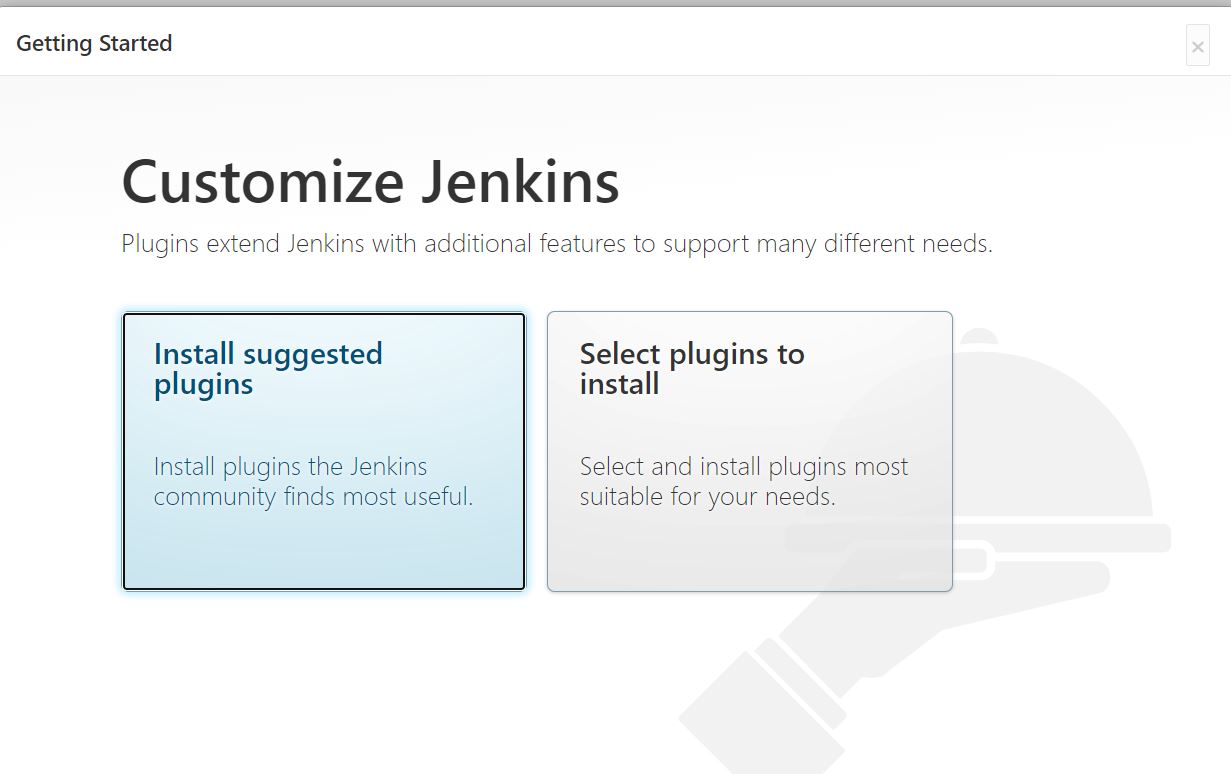 Getting Started
×
Customize Jenkins
Plugins extend Jenkins with additional features to support many different needs.
Install suggested
plugins
Install plugins the Jenkins
community finds most useful.
Select plugins to
install
Select and install plugins most
suitable for your needs.